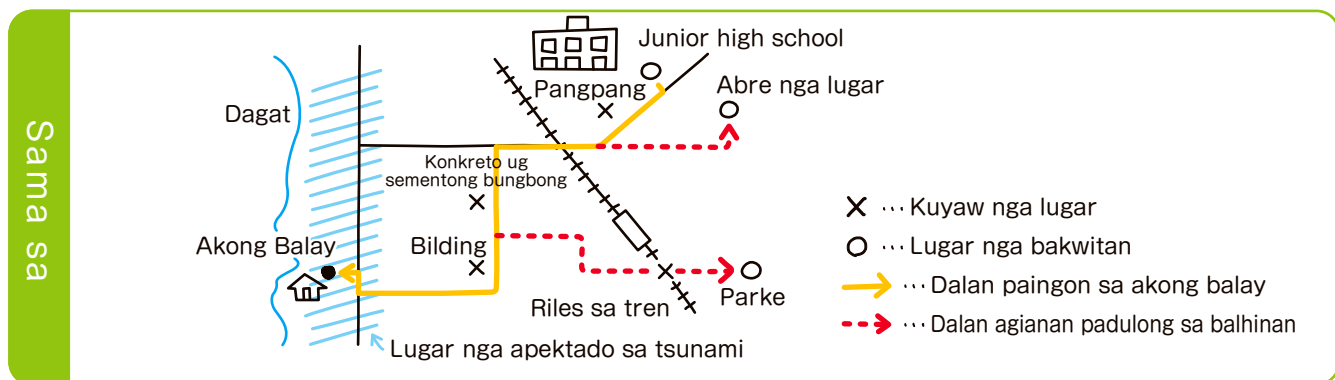 Sama sa
Junior high school
Pangpang
Abre nga lugar
Dagat
Konkreto ug
sementong bungbong
Akong Balay
Bilding
Riles sa tren
Parke
Lugar nga apektado sa tsunami
× ··· Kuyaw nga lugar
○ ··· Lugar nga bakwitan
··· Dalan paingon sa akong balay
··· Dalan agianan padulong sa balhinan